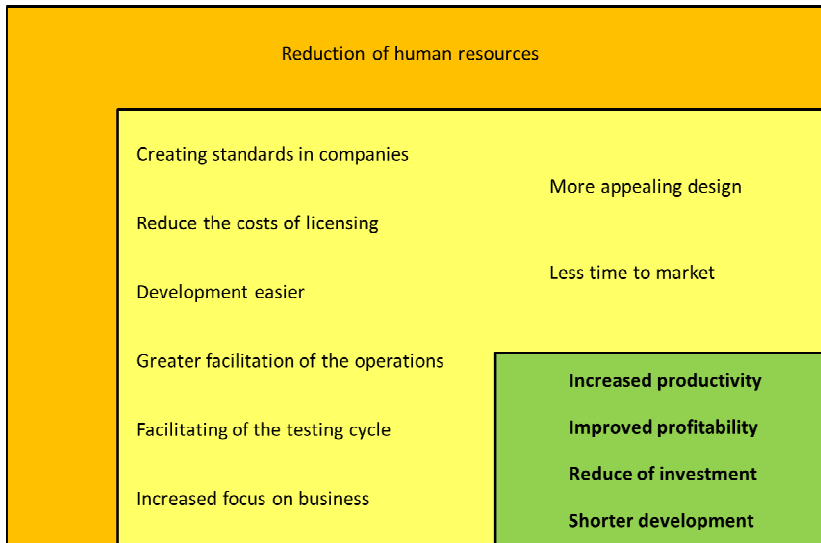 Reduction of human resources
Creating standards in companies
Reduce the costs of licensing
Development easier
Greater facilitation of the operations
Facilitating of the testing cycle
Increased focus on business
More appealing design
Less time to market
Increased productivity
Improved profitability
Reduce of investment
Shorter development